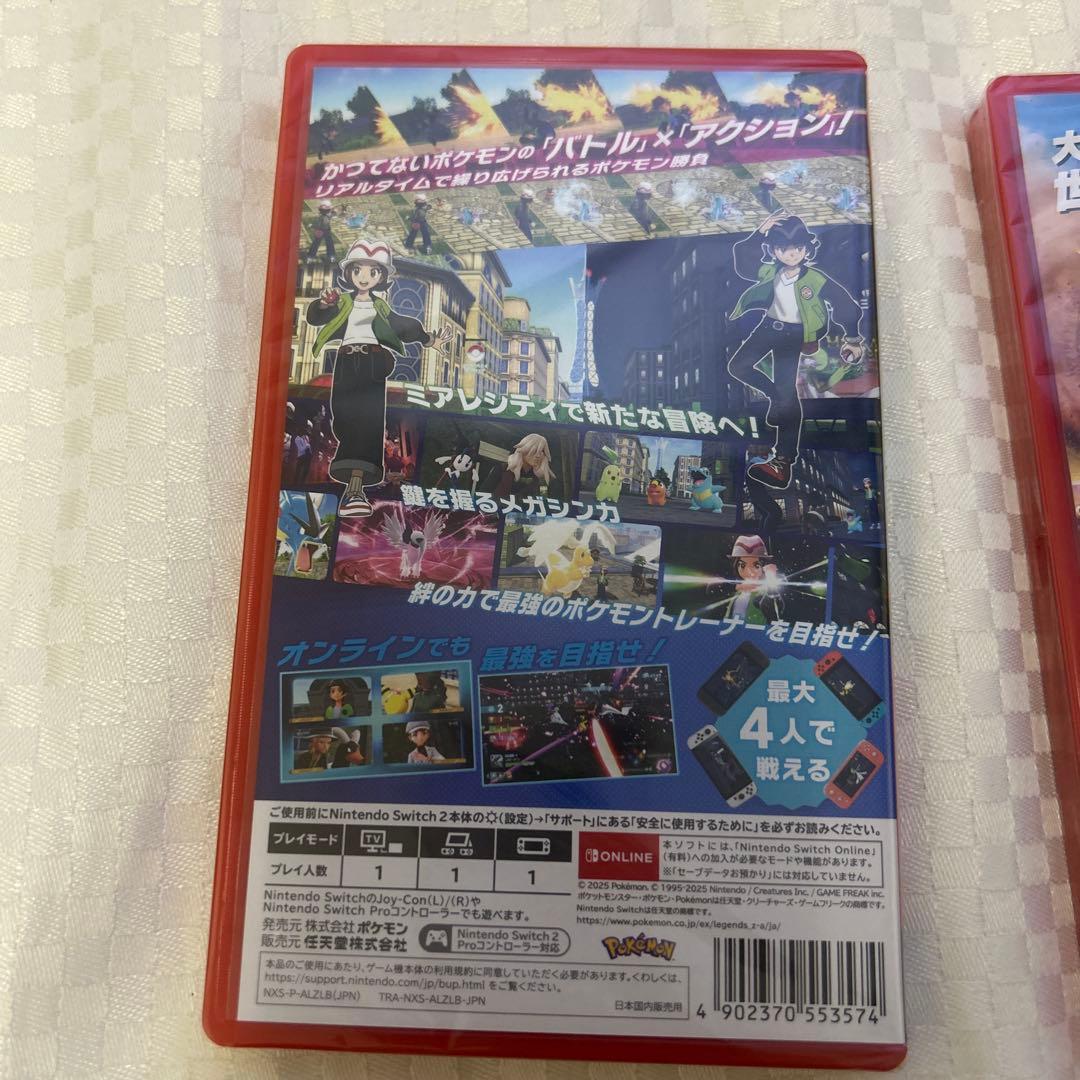 かつてないポケモンの「バトル」×「アクション」!
リアルタイムで繰り広げられるポケモン勝負
ミアレシティで新たな冒険へ!
鍵を握るメガシンカ
絆の力で最強のポケモントレーナーを目指せ!
オンラインでも 最強を目指せ!
最大
4人で
戦える
ご使用前にNintendo Switch 2本体の(設定)→「サポート」にある「安全に使用するために」を必ずお読みください。
プレイモード TV
プレイ人数 1 1 1
ONLINE
本ソフトには、「Nintendo Switch Online」
(有料)への加入が必要なモードや機能があります。
※「セーブデータお預かり」には対応していません。
Nintendo SwitchのJoy-Con(L)/(R)や
Nintendo Switch Proコントローラーでも遊べます。
© 2025 Pokémon. © 1995-2025 Nintendo / Creatures Inc. / GAME FREAK inc.
ポケットモンスター・ポケモン・Pokémonは任天堂・クリーチャーズ・ゲームフリークの商標です。
Nintendo Switchは任天堂の商標です。
https://www.pokemon.co.jp/ex/legends_z-a/ja/
発売元 株式会社 ポケモン
販売元 任天堂株式会社
Nintendo Switch 2
Proコントローラー対応
POKÉMON
本品のご使用にあたり、ゲーム機本体の利用規約に同意していただく必要があります。くわしくは、
https://support.nintendo.com/jp/bup.html をご覧ください。
NXS-P-ALZLB(JPN) TRA-NXS-ALZLB-JPN
日本国内販売用
4 902370 553574
大
世